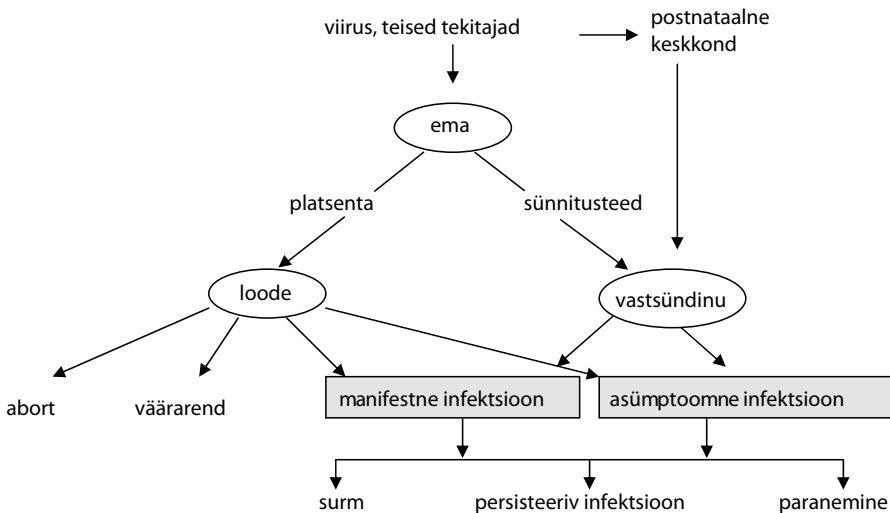 viirus, teised tekitajad
postnataalne
keskkond
ema
platsenta
sünnitusteed
loode
vastsündinu
abort
väärarend
manifestne infektsioon
asümptoomne infektsioon
surm
persisteeriv infektsioon
paranemine